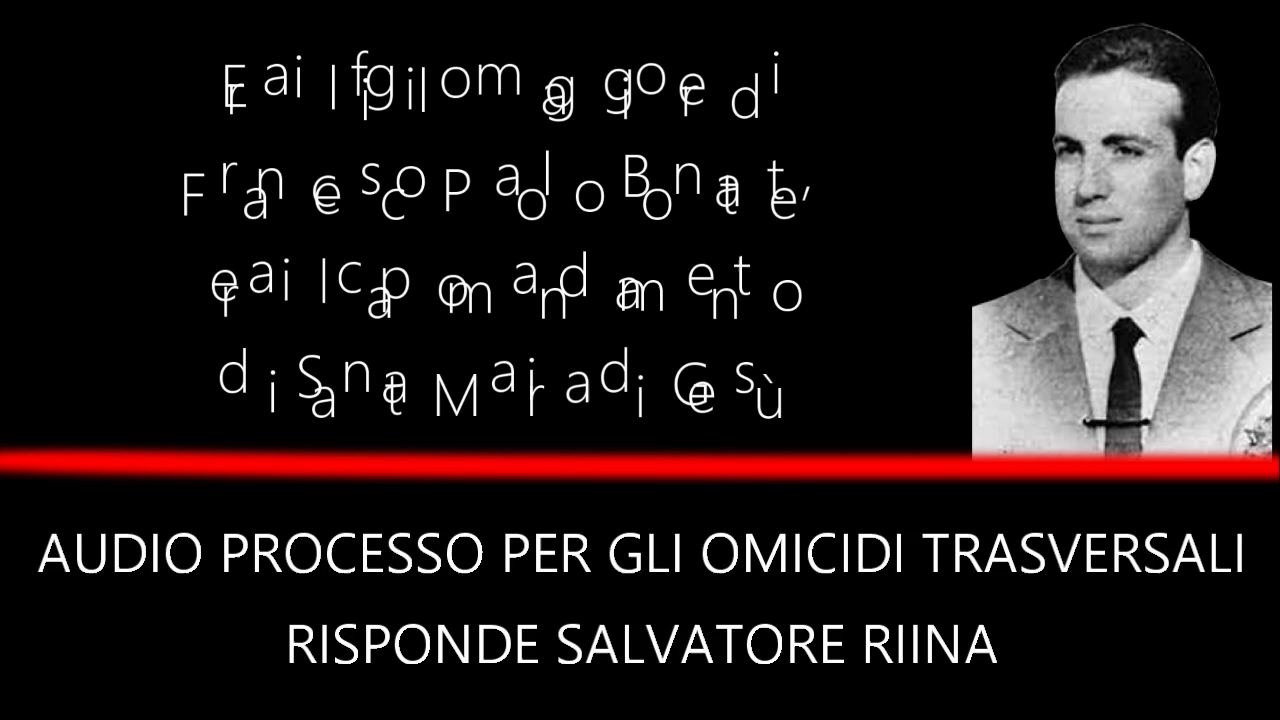 Era il figlio maggiore di
Francesco Paolo Bontate,
era il capomandamento
di Santa Maria di Gesù
AUDIO PROCESSO PER GLI OMICIDI TRASVERSALI
RISPONDE SALVATORE RIINA